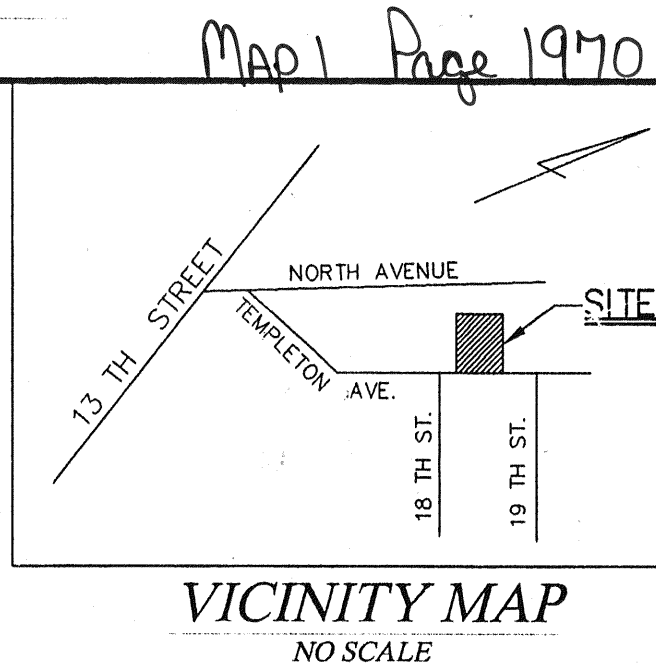 MAP 1 Page 1970
NORTH AVENUE
SITE
13 TH STREET
TEMPLETON
AVE.
18 TH ST.
19 TH ST.
VICINITY MAP
NO SCALE